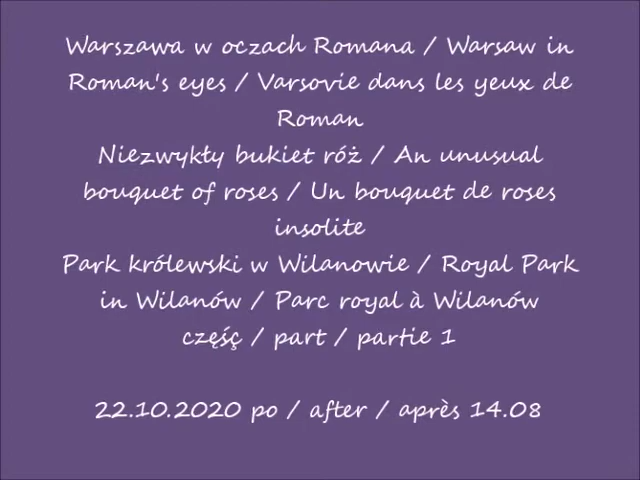 Warszawa w oczach Romana / Warsaw in
Roman's eyes / Varsovie dans les yeux de
Roman
Niezwykły bukiet róż / An unusual
bouquet of roses / Un bouquet de roses
insolite
Park królewski w Wilanowie / Royal Park
in Wilanów / Parc royal à Wilanów
częśç / part / partie 1
22.10.2020 po / after / après 14.08